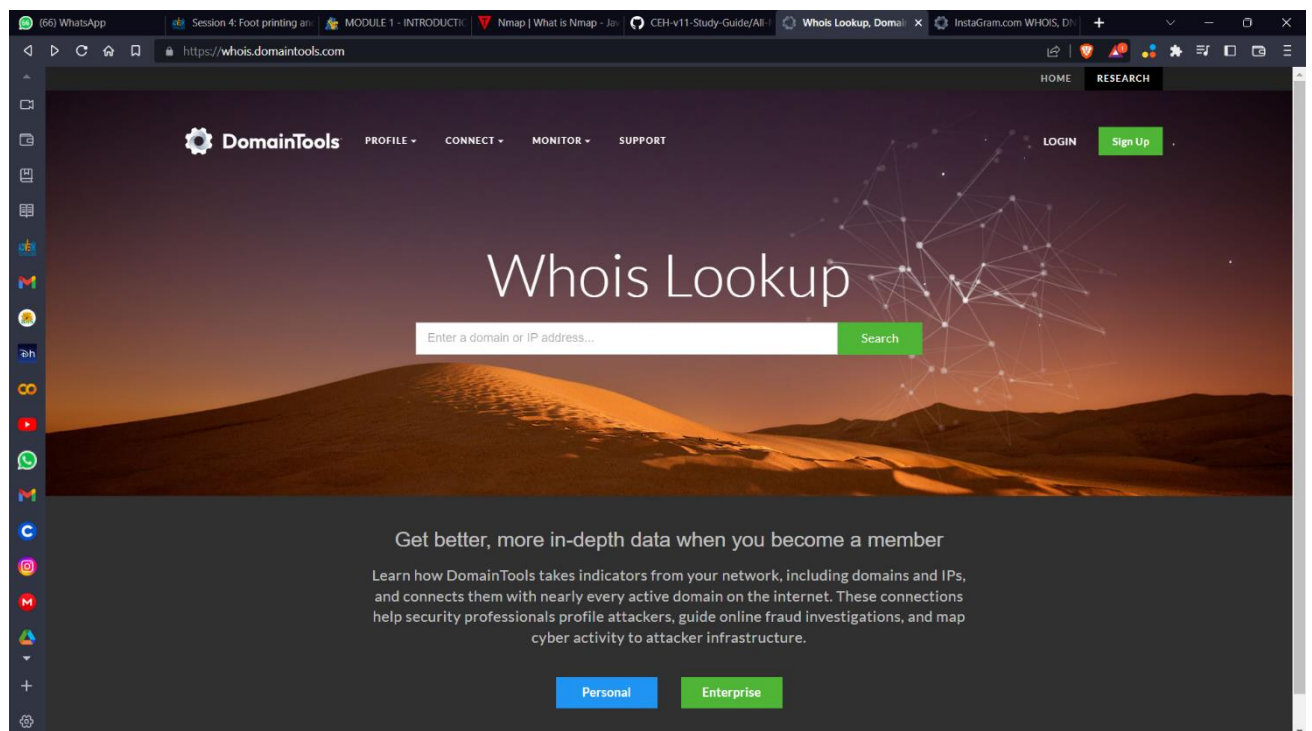 (66) WhatsApp
Session 4: Foot printing an
MODULE 1 - INTRODUCTIC
Nmap | What is Nmap - Jav
CEH-v11-Study-Guide/All-
Whois Lookup, Domai
InstaGram.com WHOIS, DN
https://whois.domaintools.com
HOME RESEARCH
DomainTools PROFILE CONNECT MONITOR SUPPORT LOGIN Sign Up
Whois Lookup
Enter a domain or IP address... Search
Get better, more in-depth data when you become a member
Learn how DomainTools takes indicators from your network, including domains and IPs,
and connects them with nearly every active domain on the internet. These connections
help security professionals profile attackers, guide online fraud investigations, and map
cyber activity to attacker infrastructure.
Personal Enterprise